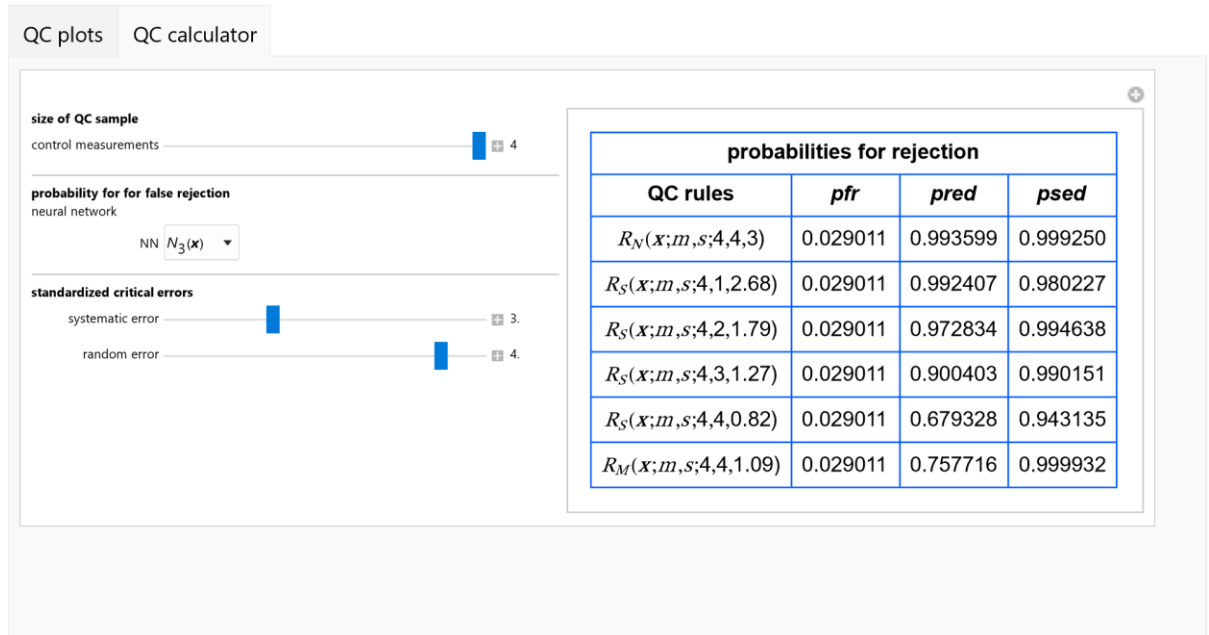 QC plots QC calculator
size of QC sample
control measurements 4
probability for for false rejection
neural network
NN N3(x)
standardized critical errors
systematic error 3.
random error 4.
probabilities for rejection
QC rules pfr pred psed
RN(x;m,s;4,4,3) 0.029011 0.993599 0.999250
RS(x;m,s;4,1,2.68) 0.029011 0.992407 0.980227
RS(x;m,s;4,2,1.79) 0.029011 0.972834 0.994638
RS(x;m,s;4,3,1.27) 0.029011 0.900403 0.990151
RS(x;m,s;4,4,0.82) 0.029011 0.679328 0.943135
RM(x;m,s;4,4,1.09) 0.029011 0.757716 0.999932